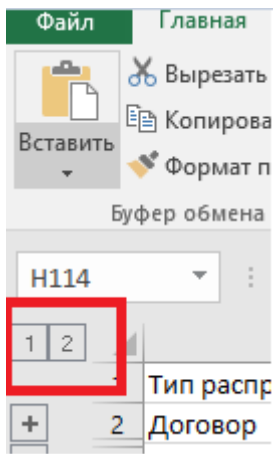 Файл Главная
Вырезать
Копирова
Вставить
Формат п
Буфер обмена
H114
1 2
Тип распр
+ 2 Договор